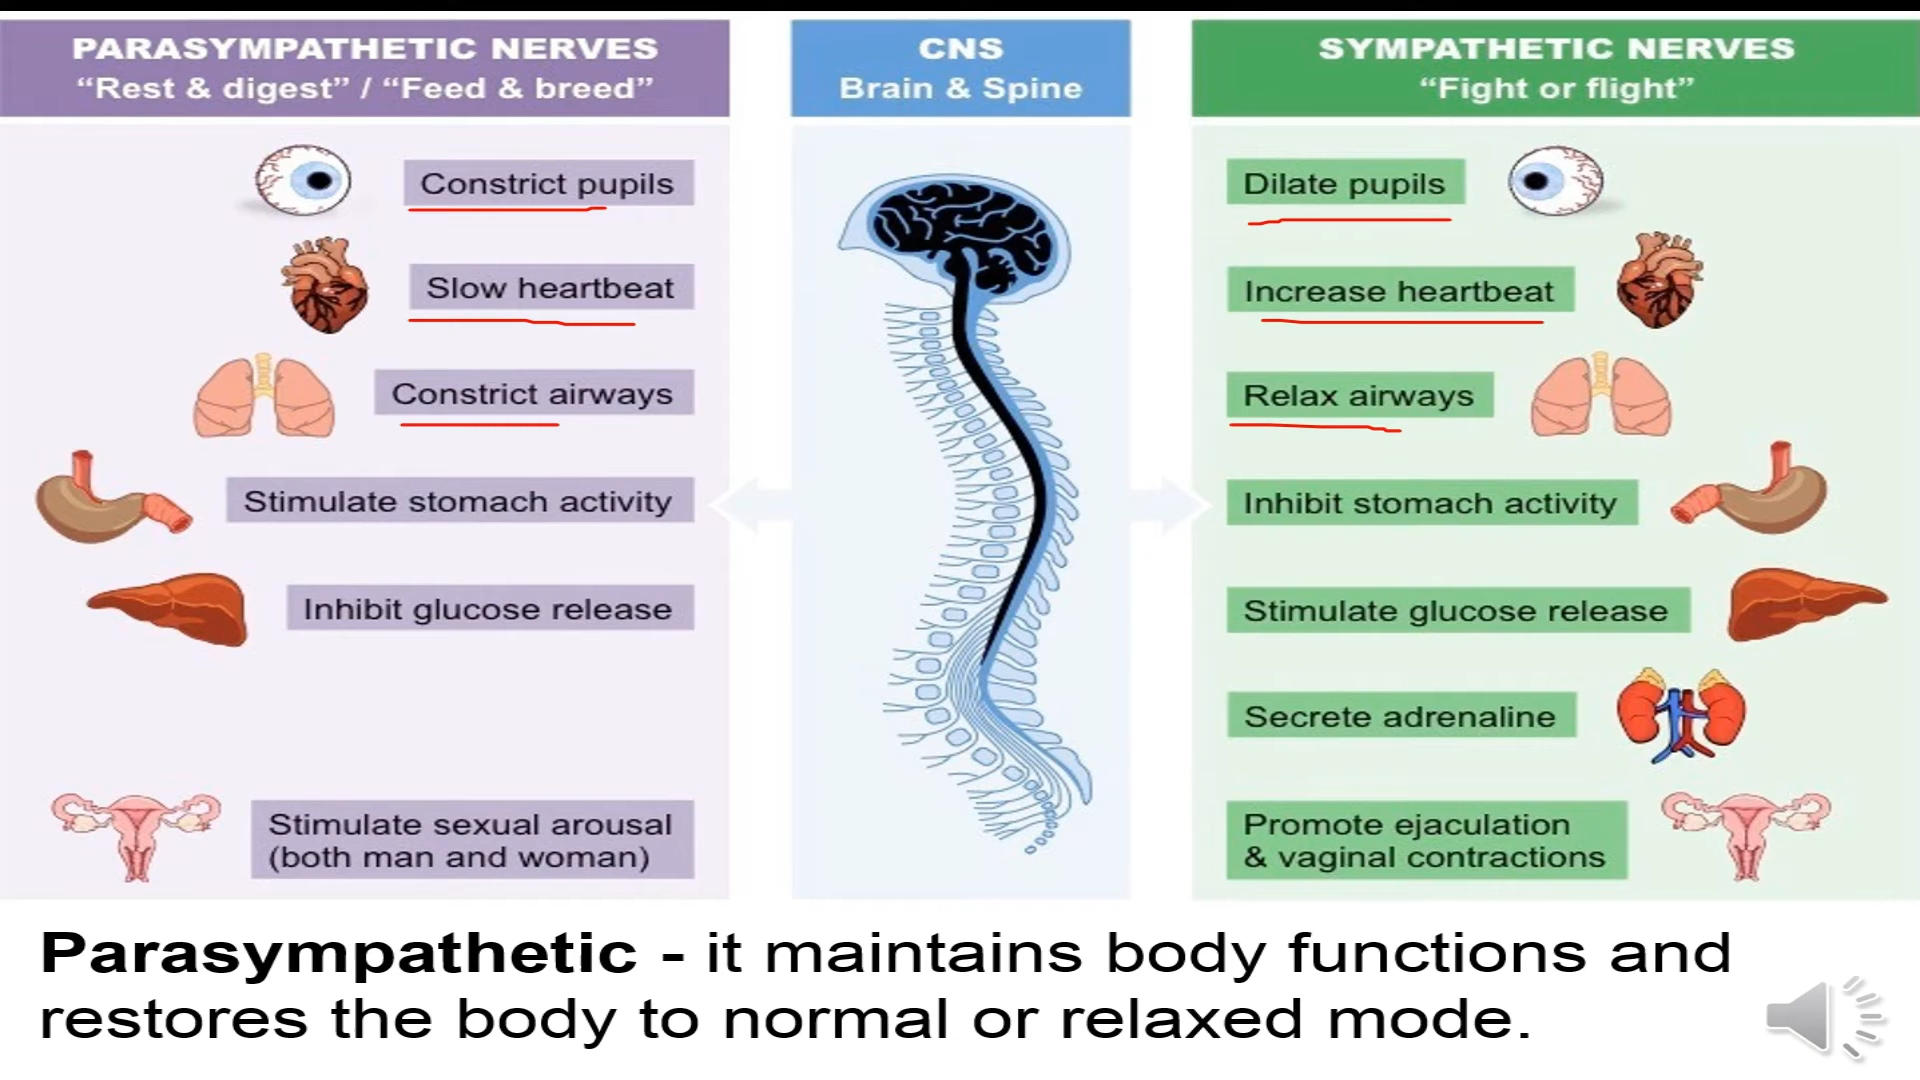 PARASYMPATHETIC NERVES
“Rest & digest” / “Feed & breed”
Constrict pupils
Slow heartbeat
Constrict airways
Stimulate stomach activity
Inhibit glucose release
Stimulate sexual arousal
(both man and woman)
CNS
Brain & Spine
SYMPATHETIC NERVES
“Fight or flight”
Dilate pupils
Increase heartbeat
Relax airways
Inhibit stomach activity
Stimulate glucose release
Secrete adrenaline
Promote ejaculation
& vaginal contractions
Parasympathetic - it maintains body functions and
restores the body to normal or relaxed mode.